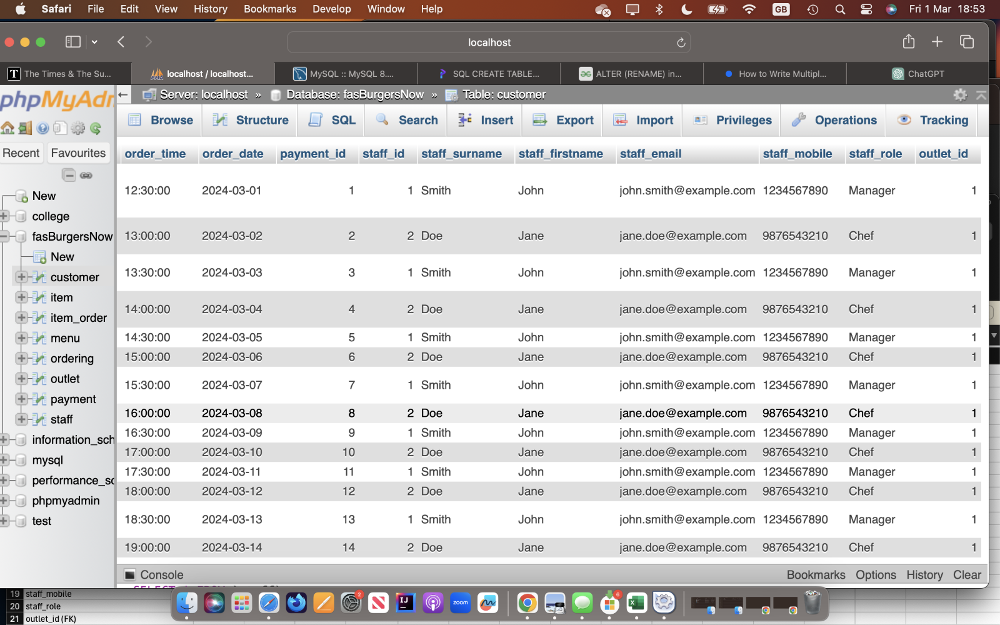 Safari File Edit View History Bookmarks Develop Window Help GB Fri 1 Mar 18:53
localhost
T The Times & The Su... localhost / localhost... MySQL :: MySQL 8.... SQL CREATE TABLE... ALTER (RENAME) in... How to Write Multipl... ChatGPT
phpMyAdm
Server: localhost » Database: fasBurgersNow » Table: customer
Browse Structure SQL Search Insert Export Import Privileges Operations Tracking
Recent Favourites
New
college
fasBurgersNow
New
customer
item
item_order
menu
ordering
outlet
payment
staff
information_sch
mysql
performance_sc
phpmyadmin
test
order_time order_date payment_id staff_id staff_surname staff_firstname staff_email staff_mobile staff_role outlet_id
12:30:00 2024-03-01 1 1 Smith John john.smith@example.com 1234567890 Manager 1
13:00:00 2024-03-02 2 2 Doe Jane jane.doe@example.com 9876543210 Chef 1
13:30:00 2024-03-03 3 1 Smith John john.smith@example.com 1234567890 Manager 1
14:00:00 2024-03-04 4 2 Doe Jane jane.doe@example.com 9876543210 Chef 1
14:30:00 2024-03-05 5 1 Smith John john.smith@example.com 1234567890 Manager 1
15:00:00 2024-03-06 6 2 Doe Jane jane.doe@example.com 9876543210 Chef 1
15:30:00 2024-03-07 7 1 Smith John john.smith@example.com 1234567890 Manager 1
16:00:00 2024-03-08 8 2 Doe Jane jane.doe@example.com 9876543210 Chef 1
16:30:00 2024-03-09 9 1 Smith John john.smith@example.com 1234567890 Manager 1
17:00:00 2024-03-10 10 2 Doe Jane jane.doe@example.com 9876543210 Chef 1
17:30:00 2024-03-11 11 1 Smith John john.smith@example.com 1234567890 Manager 1
18:00:00 2024-03-12 12 2 Doe Jane jane.doe@example.com 9876543210 Chef 1
18:30:00 2024-03-13 13 1 Smith John john.smith@example.com 1234567890 Manager 1
19:00:00 2024-03-14 14 2 Doe Jane jane.doe@example.com 9876543210 Chef 1
Console Bookmarks Options History Clear
19 staff_mobile
20 staff_role
21 outlet_id (FK)
2 IJ zoom 6